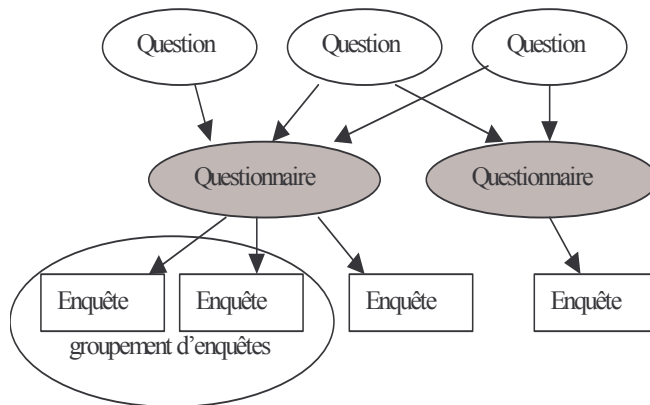 Question Question Question
Questionnaire Questionnaire
Enquête Enquête Enquête Enquête
groupement d'enquêtes